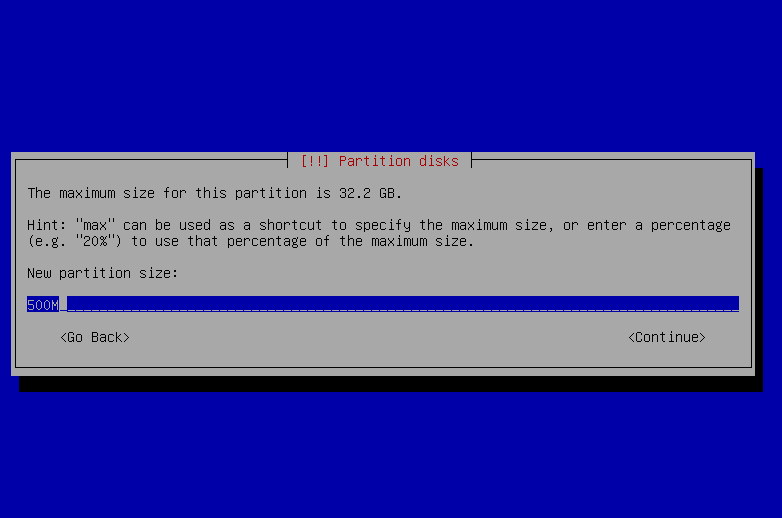 [!!] Partition disks
The maximum size for this partition is 32.2 GB.
Hint: "max" can be used as a shortcut to specify the maximum size, or enter a percentage
(e.g. "20%") to use that percentage of the maximum size.
New partition size:
500M
<Go Back> <Continue>